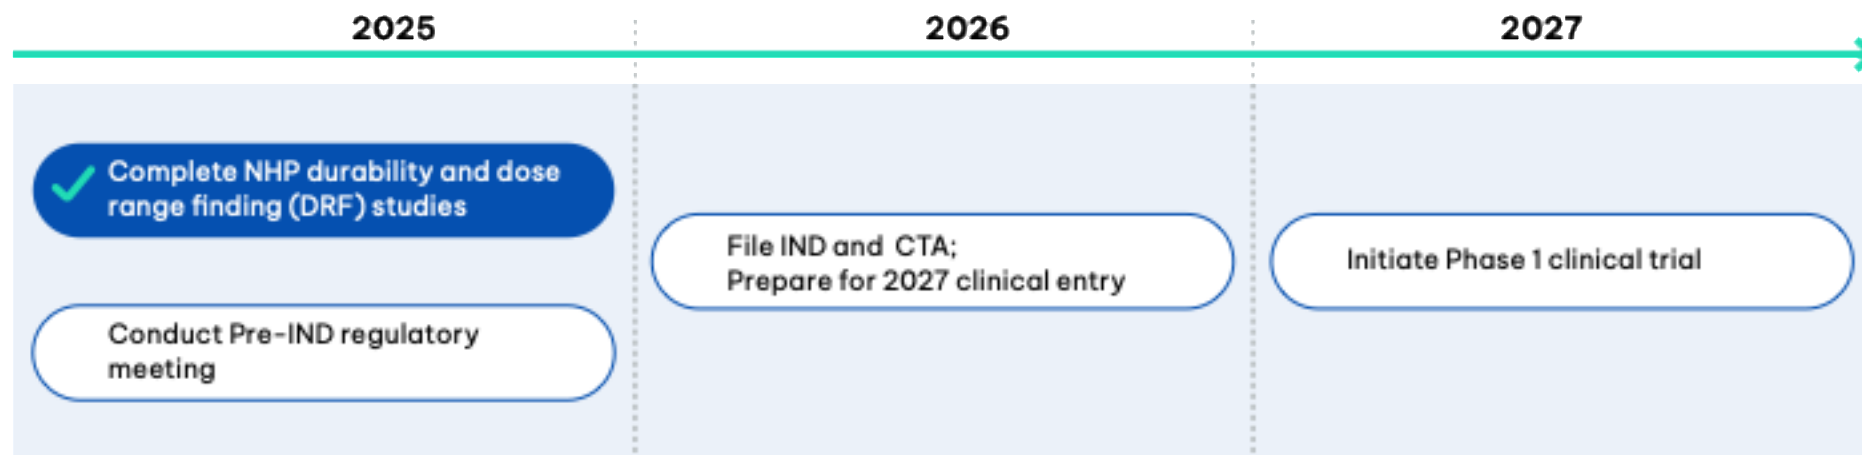 2025
2026
2027
Complete NHP durability and dose
range finding (DRF) studies
Conduct Pre-IND regulatory
meeting
File IND and CTA;
Prepare for 2027 clinical entry
Initiate Phase 1 clinical trial